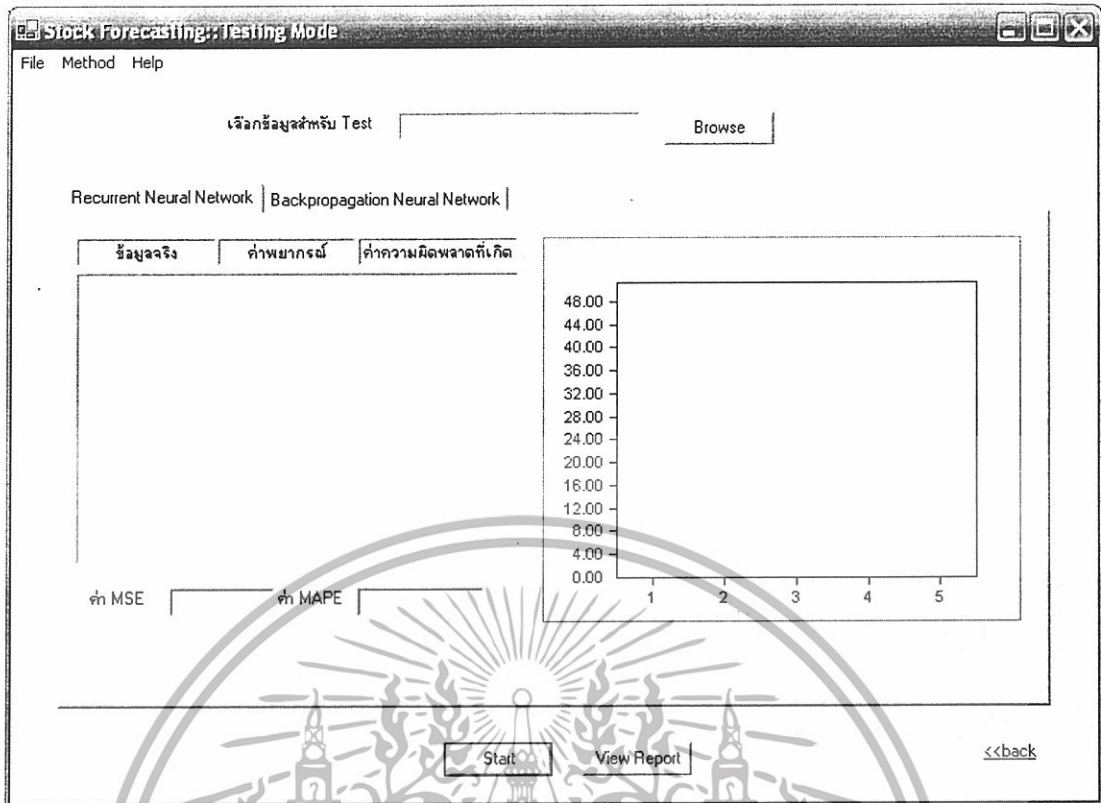 Stock Forecasting::Testing Mode
File Method Help
เลือกข้อมูลสำหรับ Test
Browse
Recurrent Neural Network
Backpropagation Neural Network
ข้อมูลจริง
ค่าพยากรณ์
ค่าความผิดพลาดที่เกิด
48.00
44.00
40.00
36.00
32.00
28.00
24.00
20.00
16.00
12.00
8.00
4.00
0.00
1 2 3 4 5
ค่า MSE
ค่า MAPE
Start
View Report
<<back